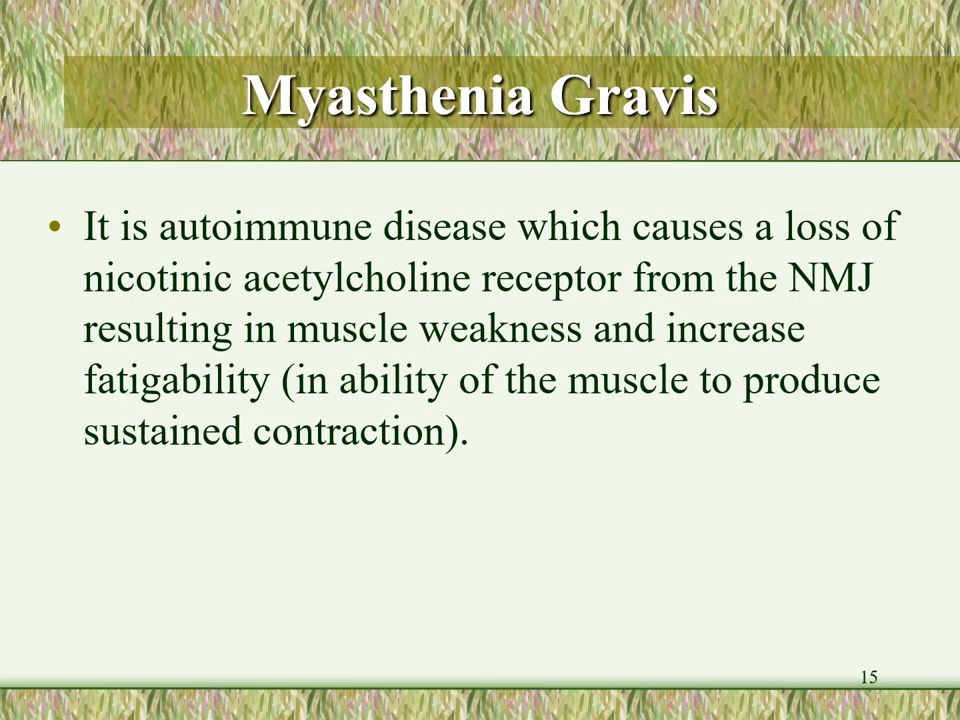 Myasthenia Gravis
• It is autoimmune disease which causes a loss of
nicotinic acetylcholine receptor from the NMJ
resulting in muscle weakness and increase
fatigability (in ability of the muscle to produce
sustained contraction).
15